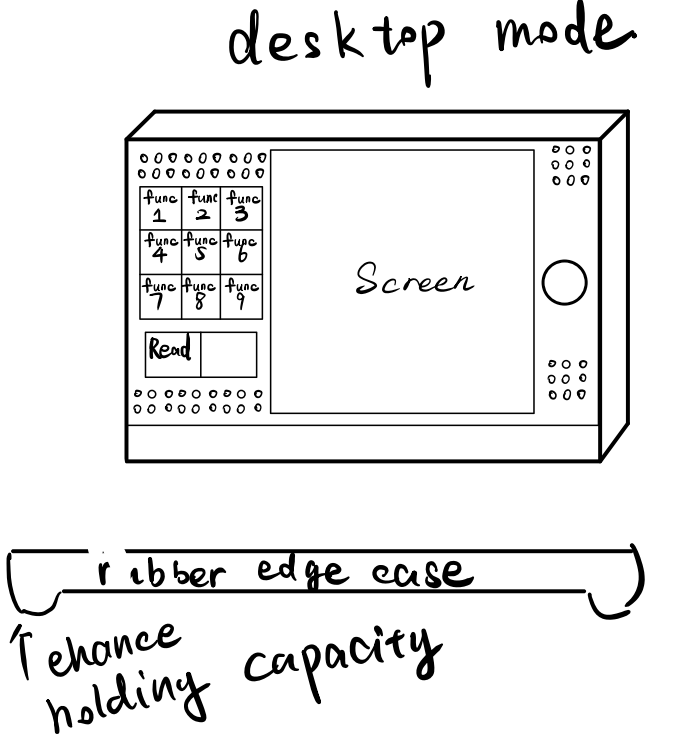 desktop mode
func 1 func 2 func 3
func 4 func 5 func 6
func 7 func 8 func 9
Screen
Read
rubber edge case
ehance
holding capacity